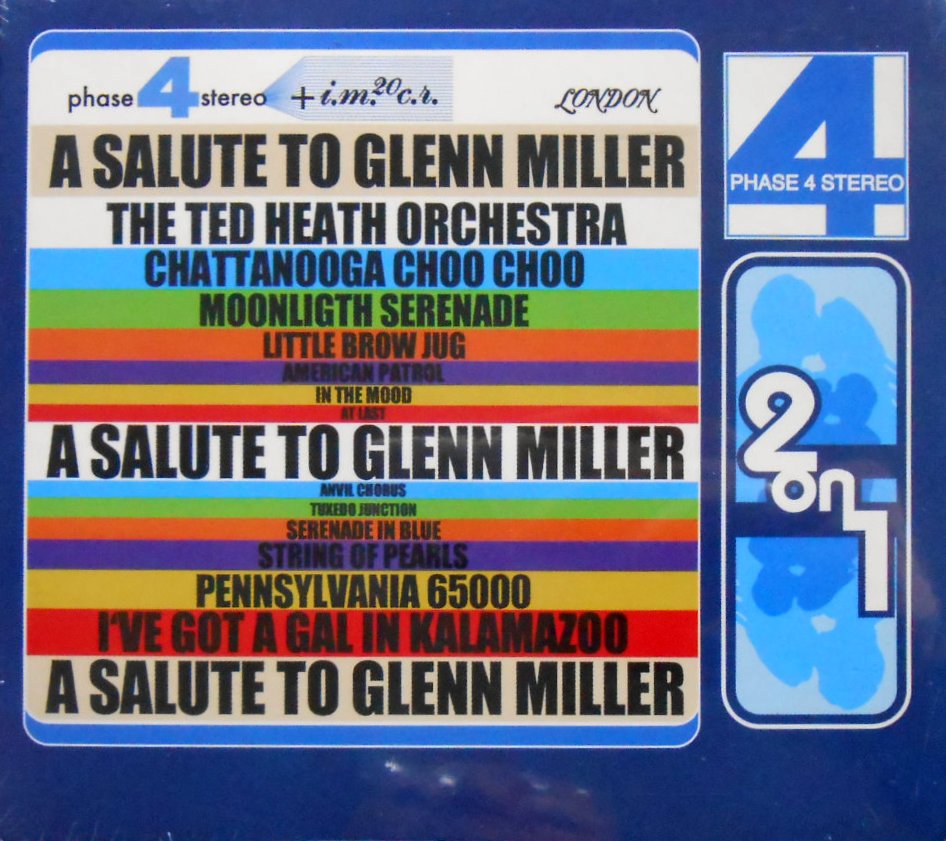 phase 4 stereo + i.m.20 c.r. LONDON
A SALUTE TO GLENN MILLER
THE TED HEATH ORCHESTRA
CHATTANOOGA CHOO CHOO
MOONLIGTH SERENADE
LITTLE BROW JUG
AMERICAN PATROL
IN THE MOOD
AT LAST
A SALUTE TO GLENN MILLER
ANVIL CHORUS
TUXEDO JUNCTION
SERENADE IN BLUE
STRING OF PEARLS
PENNSYLVANIA 65000
I'VE GOT A GAL IN KALAMAZOO
A SALUTE TO GLENN MILLER
4
PHASE 4 STEREO
2
on
1